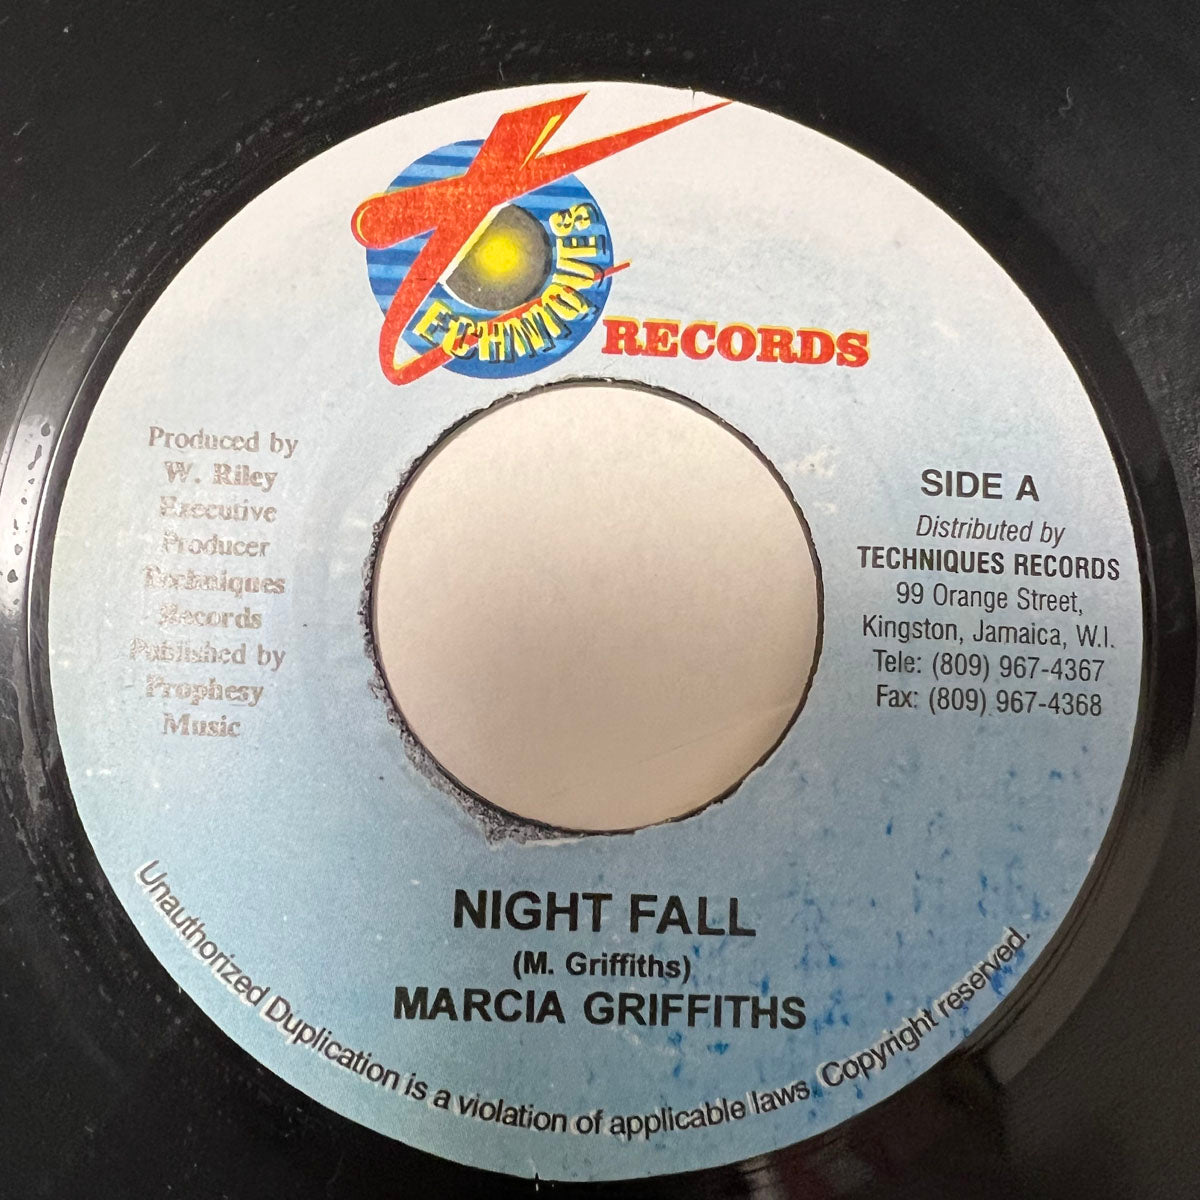 TECHNIQUES
RECORDS
Produced by
W. Riley
Executive
Producer
Techniques
Records
Published by
Prophesy
Music
SIDE A
Distributed by
TECHNIQUES RECORDS
99 Orange Street,
Kingston, Jamaica, W.I.
Tele: (809) 967-4367
Fax: (809) 967-4368
NIGHT FALL
(M. Griffiths)
MARCIA GRIFFITHS
Unauthorized Duplication is a violation of applicable laws. Copyright reserved.